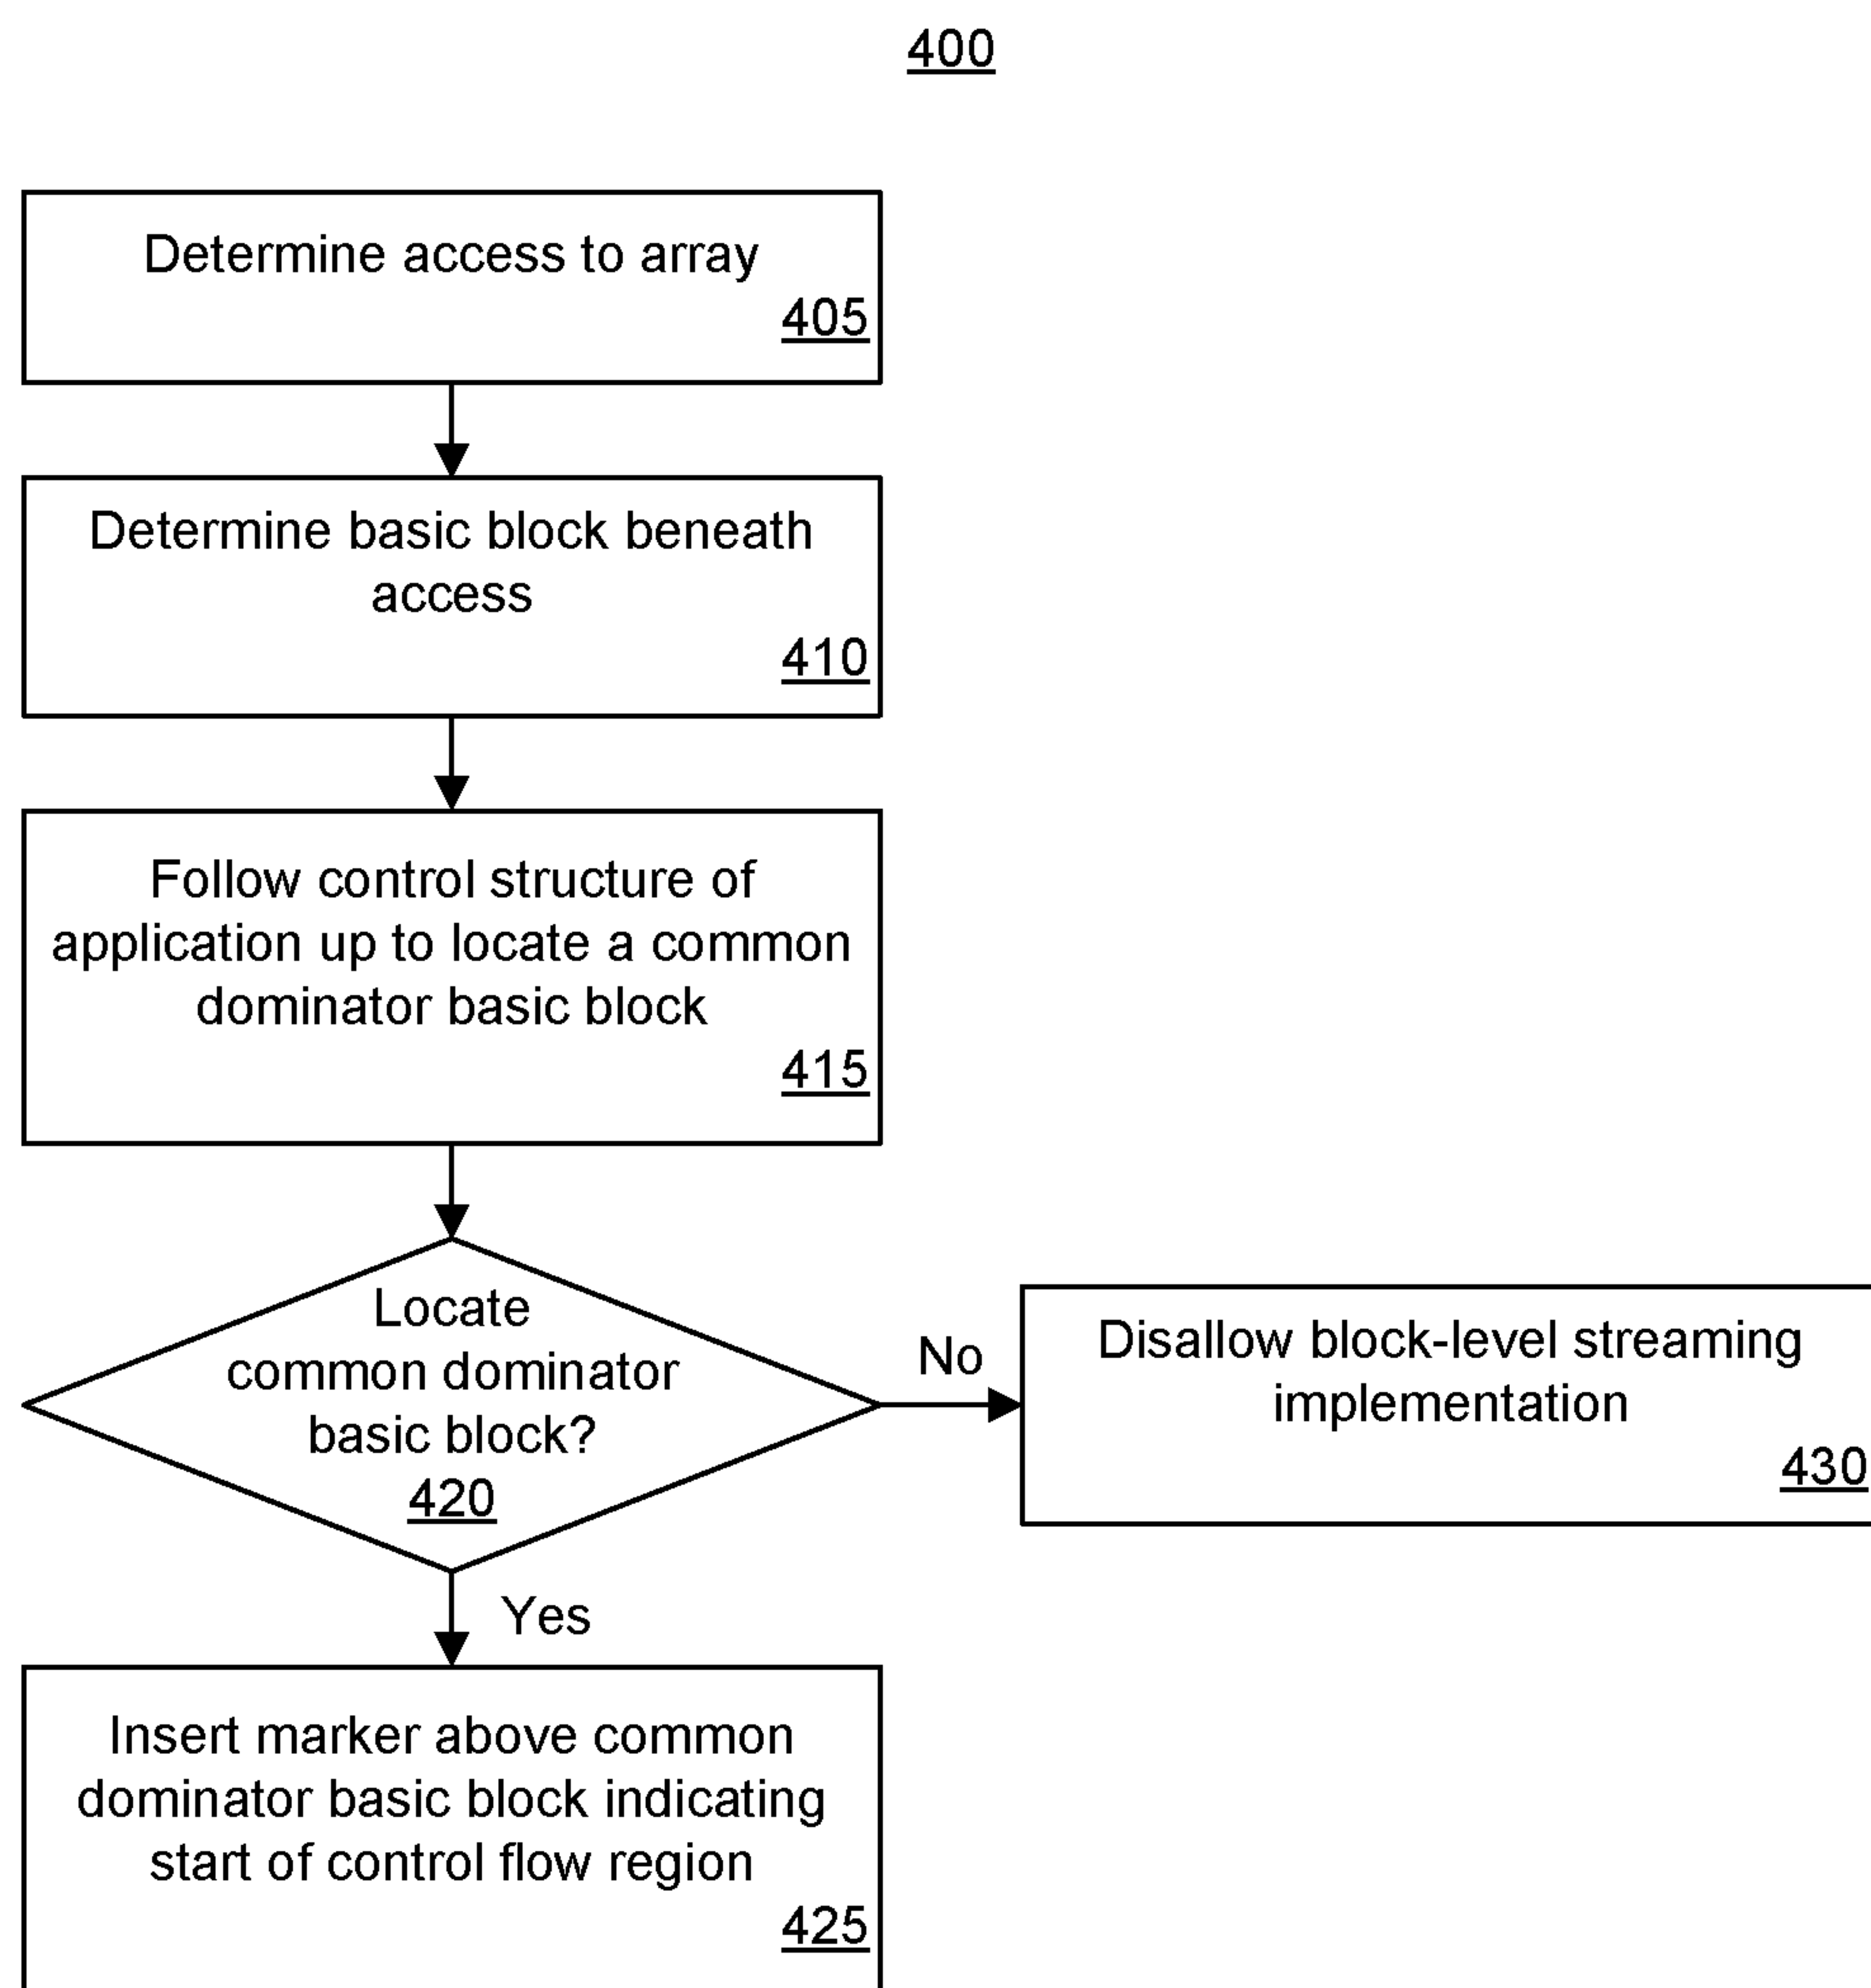 400
Determine access to array
405
Determine basic block beneath
access
410
Follow control structure of
application up to locate a common
dominator basic block
415
Locate
common dominator
basic block?
420
No
Disallow block-level streaming
implementation
430
Yes
Insert marker above common
dominator basic block indicating
start of control flow region
425